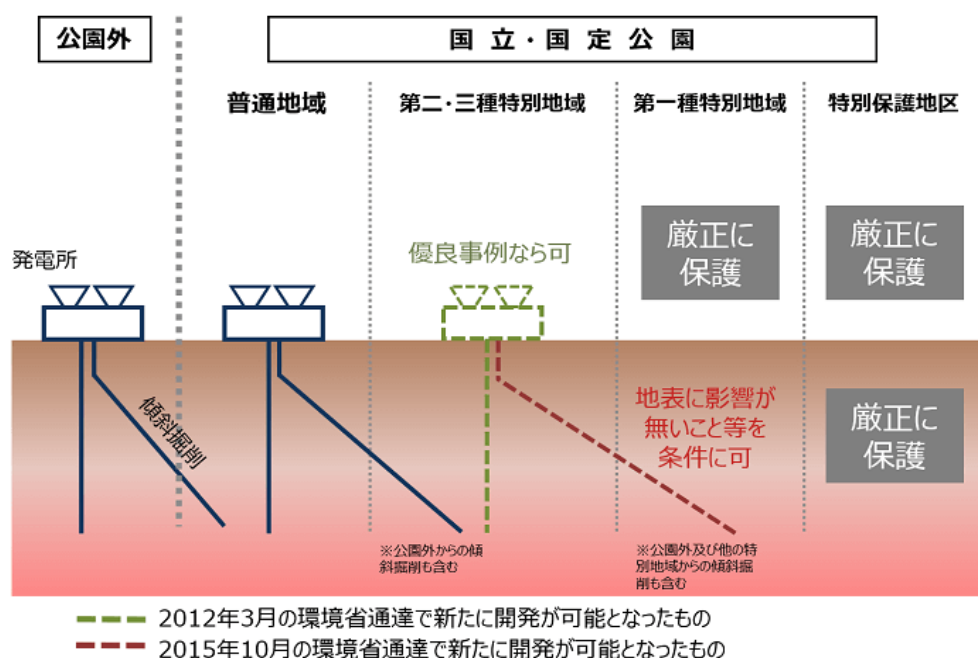 公園外
国立・国定公園
普通地域
第二・三種特別地域
第一種特別地域
特別保護地区
発電所
優良事例なら可
厳正に
保護
厳正に
保護
傾斜掘削
地表に影響が
無いこと等を
条件に可
厳正に
保護
※公園外からの傾
斜掘削も含む
※公園外及び他の特
別地域からの傾斜掘
削も含む
2012年3月の環境省通達で新たに開発が可能となったもの
2015年10月の環境省通達で新たに開発が可能となったもの